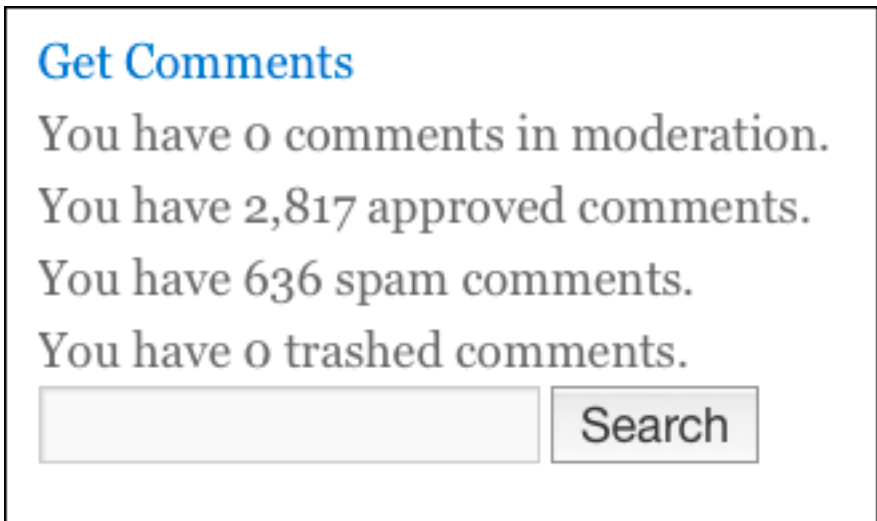 Get Comments
You have 0 comments in moderation.
You have 2,817 approved comments.
You have 636 spam comments.
You have 0 trashed comments.
Search